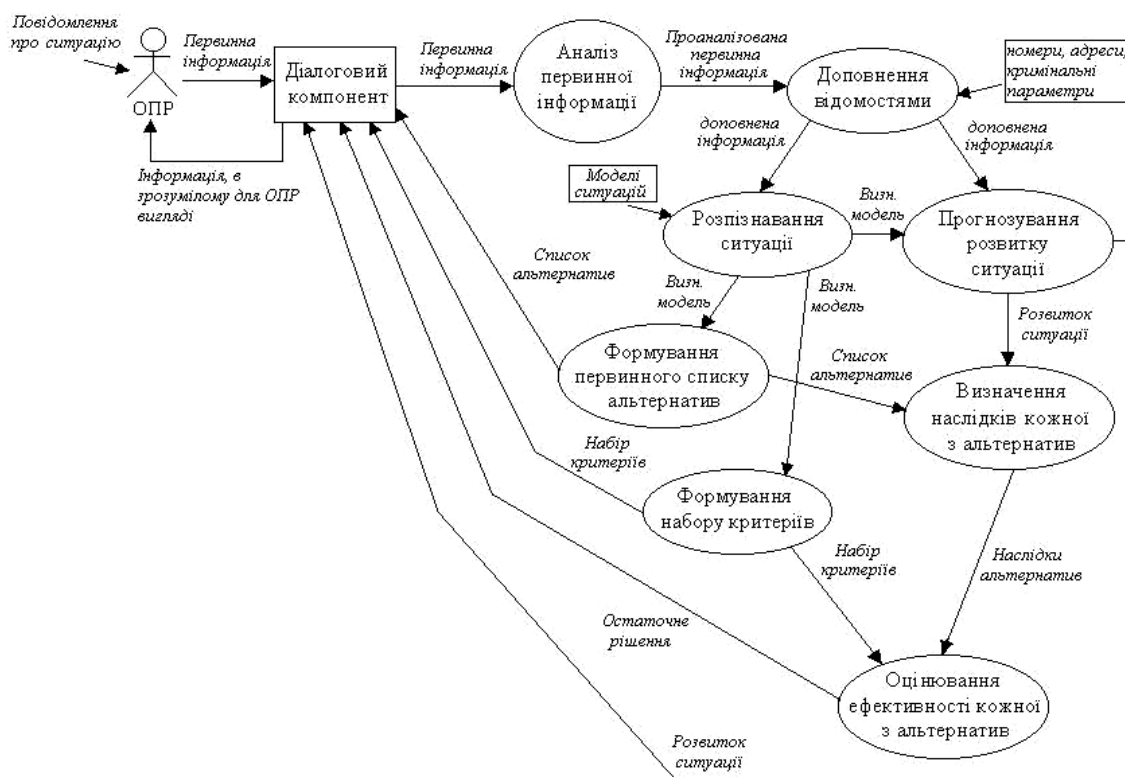 Повідомлення
про ситуацію
ОПР
Первинна
інформація
Діалоговий
компонент
Інформація, в
зрозумілому для ОПР
вигляді
Первинна
інформація
Аналіз
первинної
інформації
Проаналізована
первинна
інформація
Доповнення
відомостями
номери, адреси,
кримінальні
параметри
доповнена
інформація
доповнена
інформація
Моделі
ситуацій
Розпізнавання
ситуації
Визн.
модель
Прогнозування
розвитку
ситуації
Список
альтернатив
Визн.
модель
Визн.
модель
Розвиток
ситуації
Формування
первинного списку
альтернатив
Список
альтернатив
Визначення
наслідків кожної
з альтернатив
Набір
критеріїв
Формування
набору критеріїв
Набір
критеріїв
Наслідки
альтернатив
Остаточне
рішення
Оцінювання
ефективності кожної
з альтернатив
Розвиток
ситуації